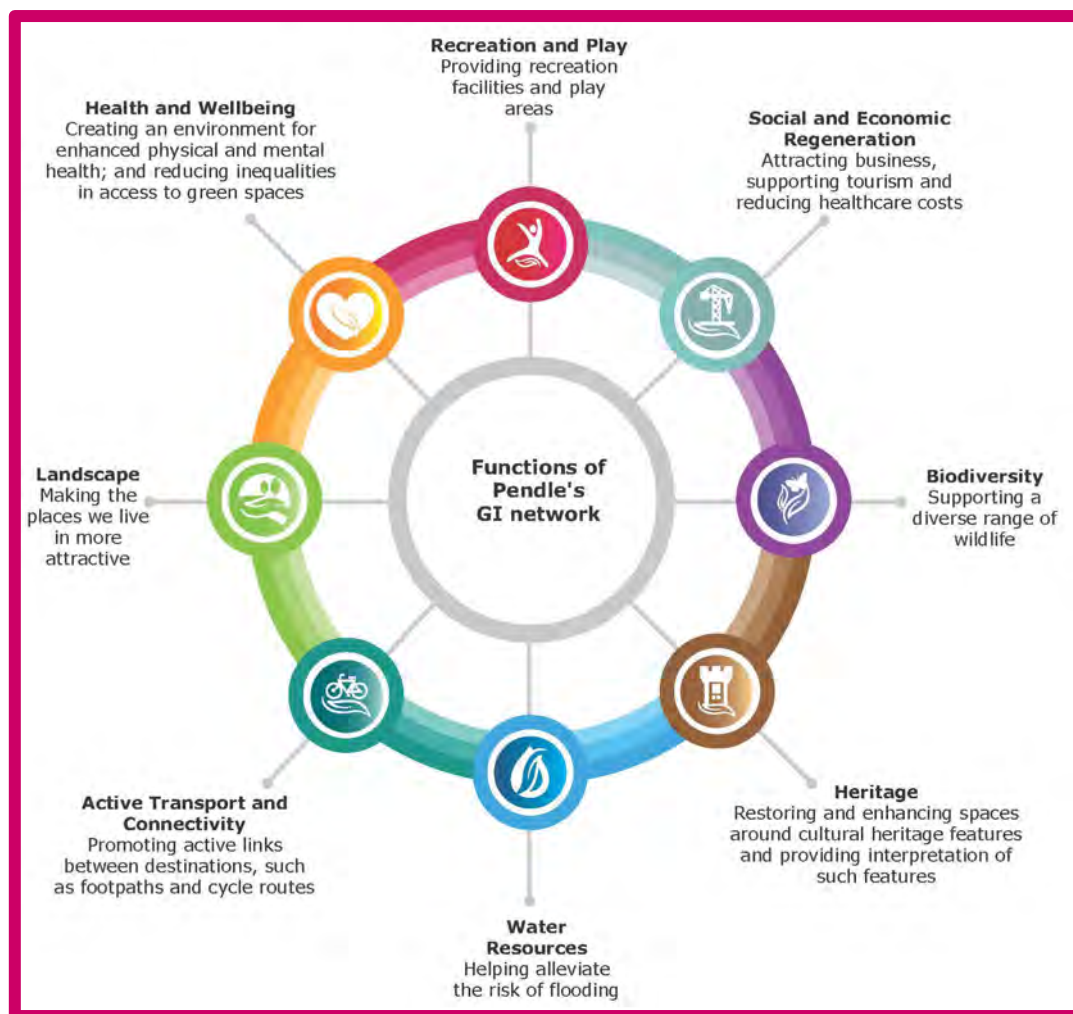 Recreation and Play
Providing recreation
facilities and play
areas
Health and Wellbeing
Creating an environment for
enhanced physical and mental
health; and reducing inequalities
in access to green spaces
Social and Economic
Regeneration
Attracting business,
supporting tourism and
reducing healthcare costs
Functions of
Pendle's
GI network
Landscape
Making the
places we live
in more
attractive
Biodiversity
Supporting a
diverse range of
wildlife
Active Transport and
Connectivity
Promoting active links
between destinations, such
as footpaths and cycle routes
Heritage
Restoring and enhancing spaces
around cultural heritage features
and providing interpretation of
such features
Water
Resources
Helping alleviate
the risk of flooding